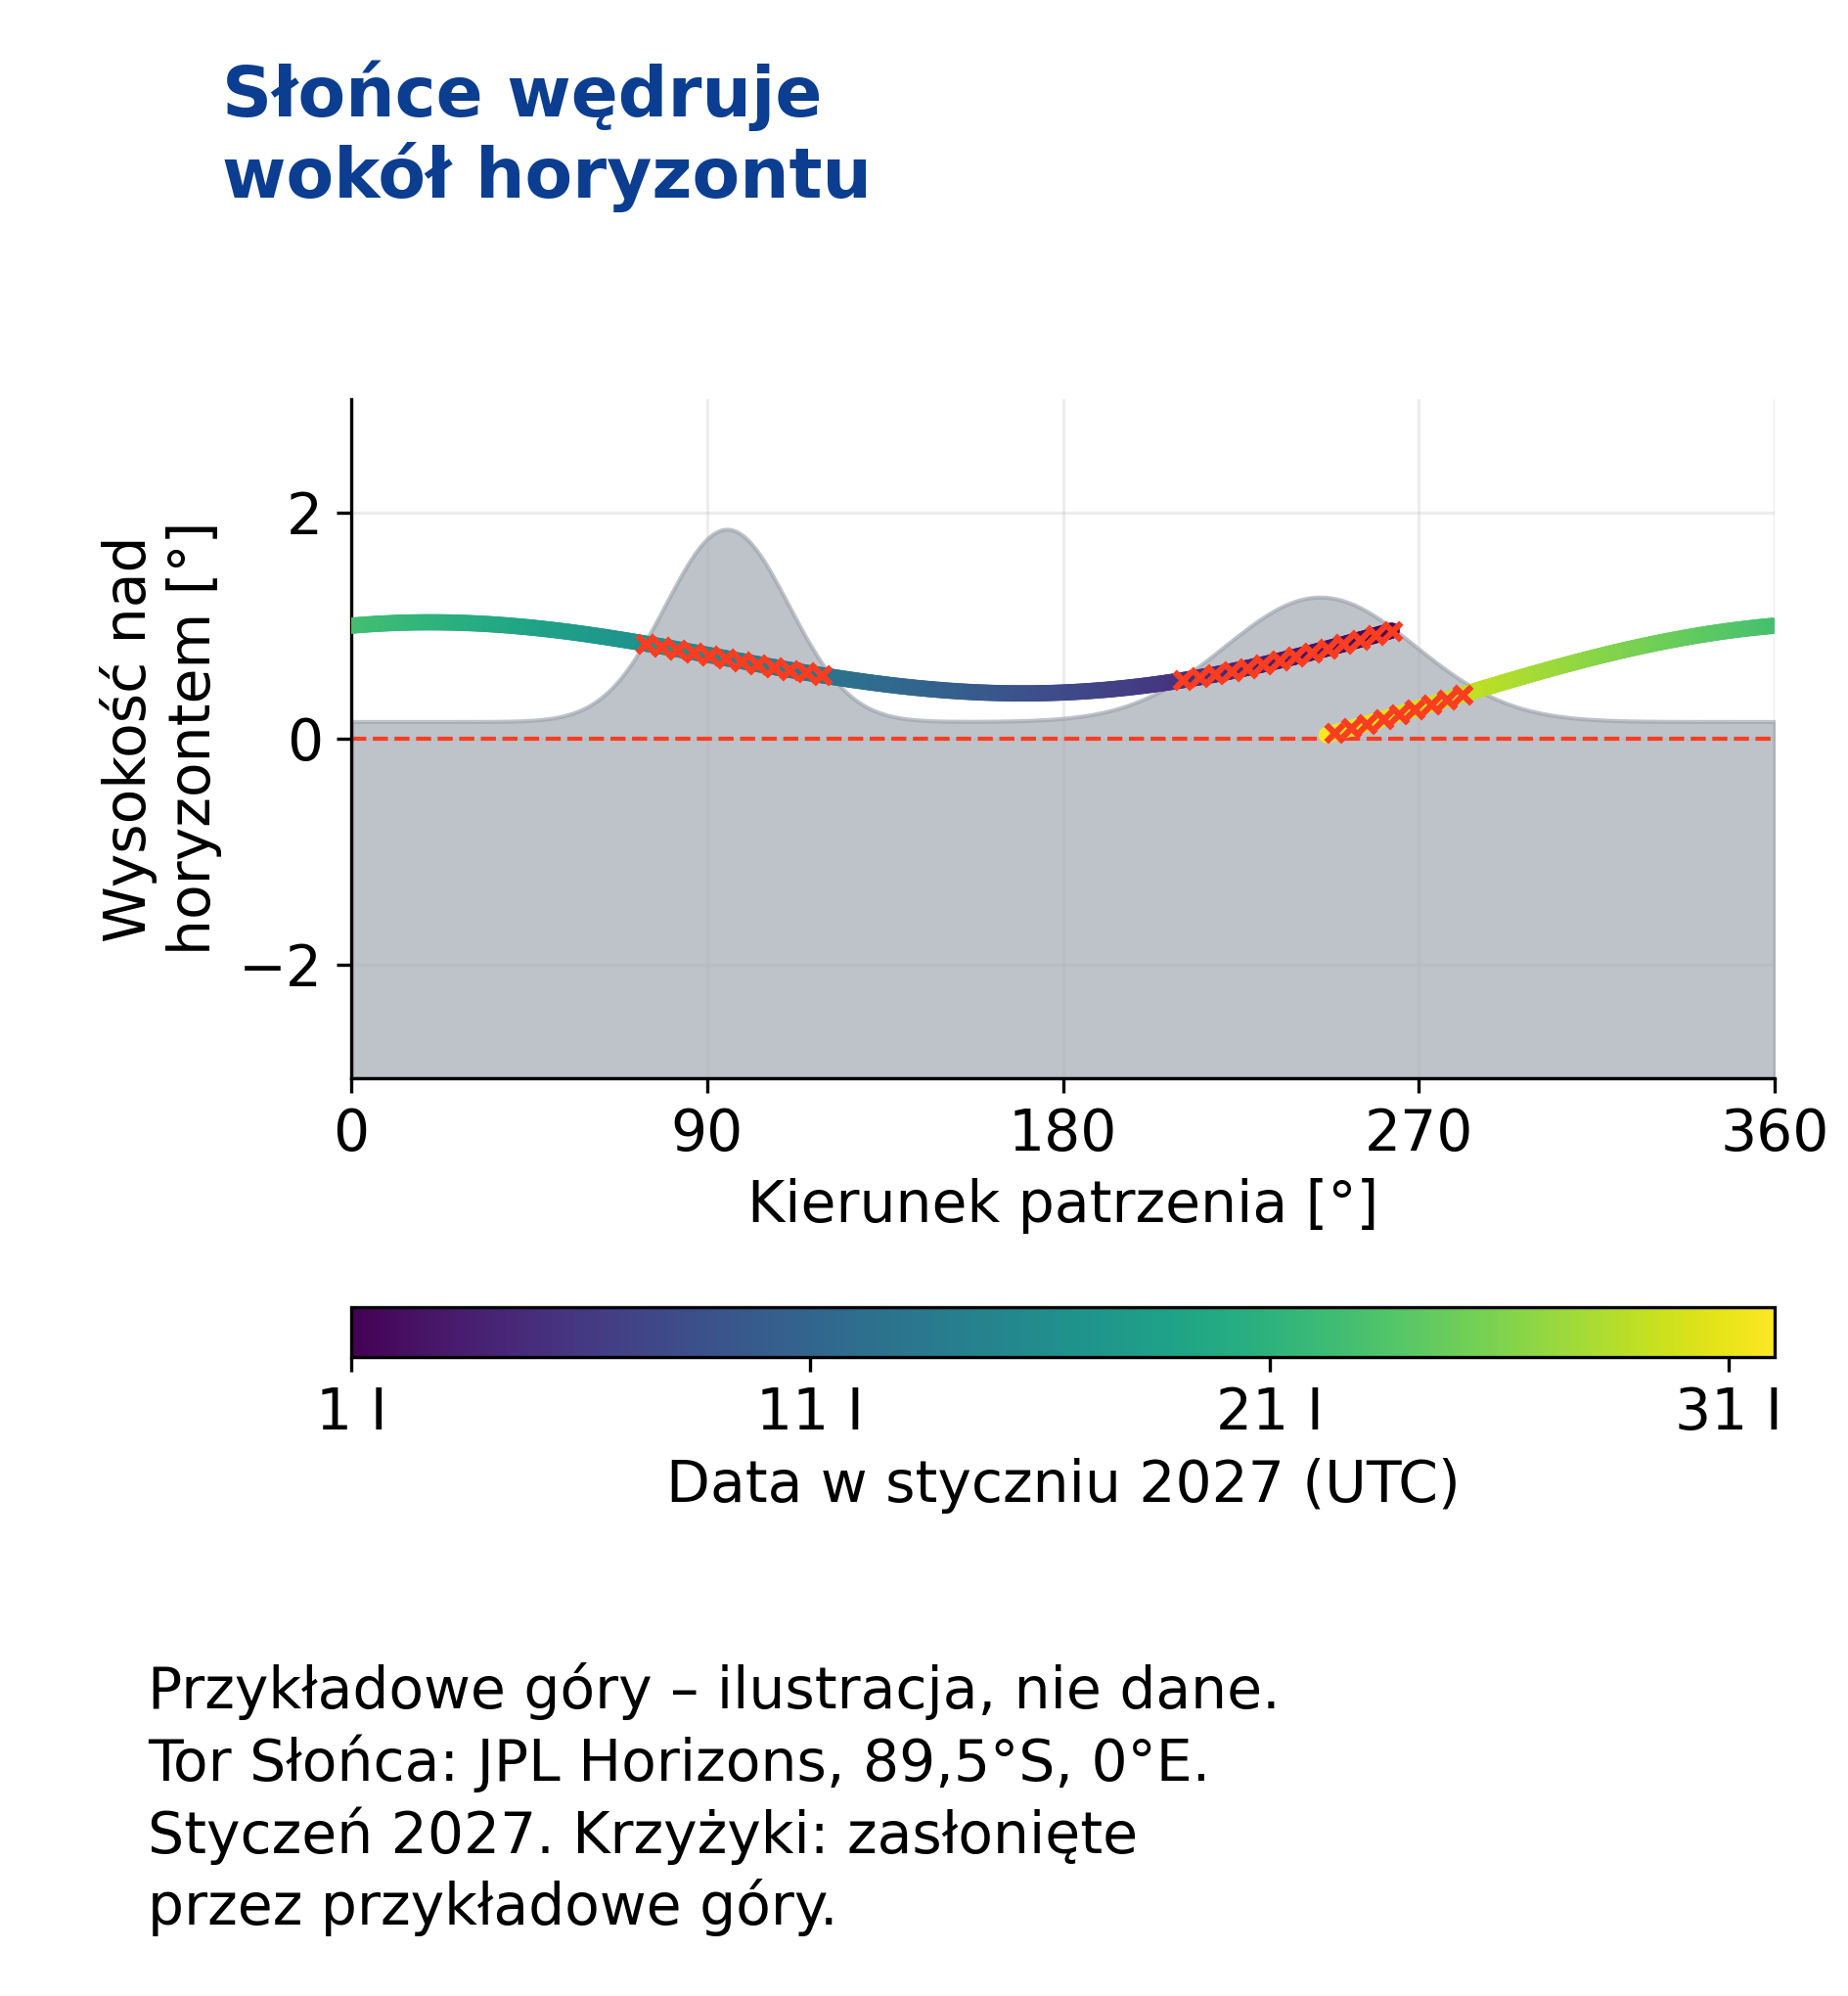 Słońce wędruje
wokół horyzontu
Wysokość nad
horyzontem [°]
2
0
−2
0
90
180
270
360
Kierunek patrzenia [°]
1 I
11 I
21 I
31 I
Data w styczniu 2027 (UTC)
Przykładowe góry – ilustracja, nie dane.
Tor Słońca: JPL Horizons, 89,5°S, 0°E.
Styczeń 2027. Krzyżyki: zasłonięte
przez przykładowe góry.